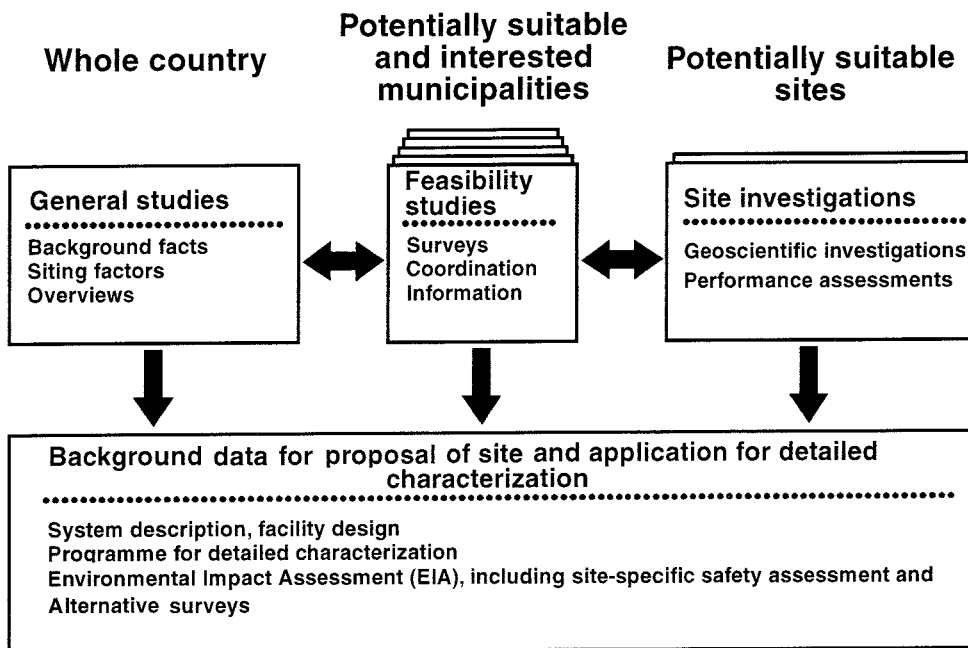 Whole country
Potentially suitable
and interested
municipalities
Potentially suitable
sites
General studies
Background facts
Siting factors
Overviews
Feasibility
studies
Surveys
Coordination
Information
Site investigations
Geoscientific investigations
Performance assessments
Background data for proposal of site and application for detailed
characterization
System description, facility design
Programme for detailed characterization
Environmental Impact Assessment (EIA), including site-specific safety assessment and
Alternative surveys